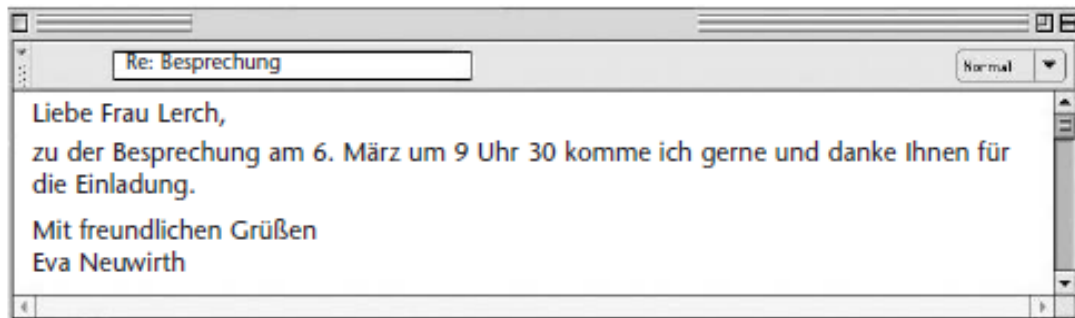 Re: Besprechung
Normal
Liebe Frau Lerch,
zu der Besprechung am 6. März um 9 Uhr 30 komme ich gerne und danke Ihnen für
die Einladung.
Mit freundlichen Grüßen
Eva Neuwirth